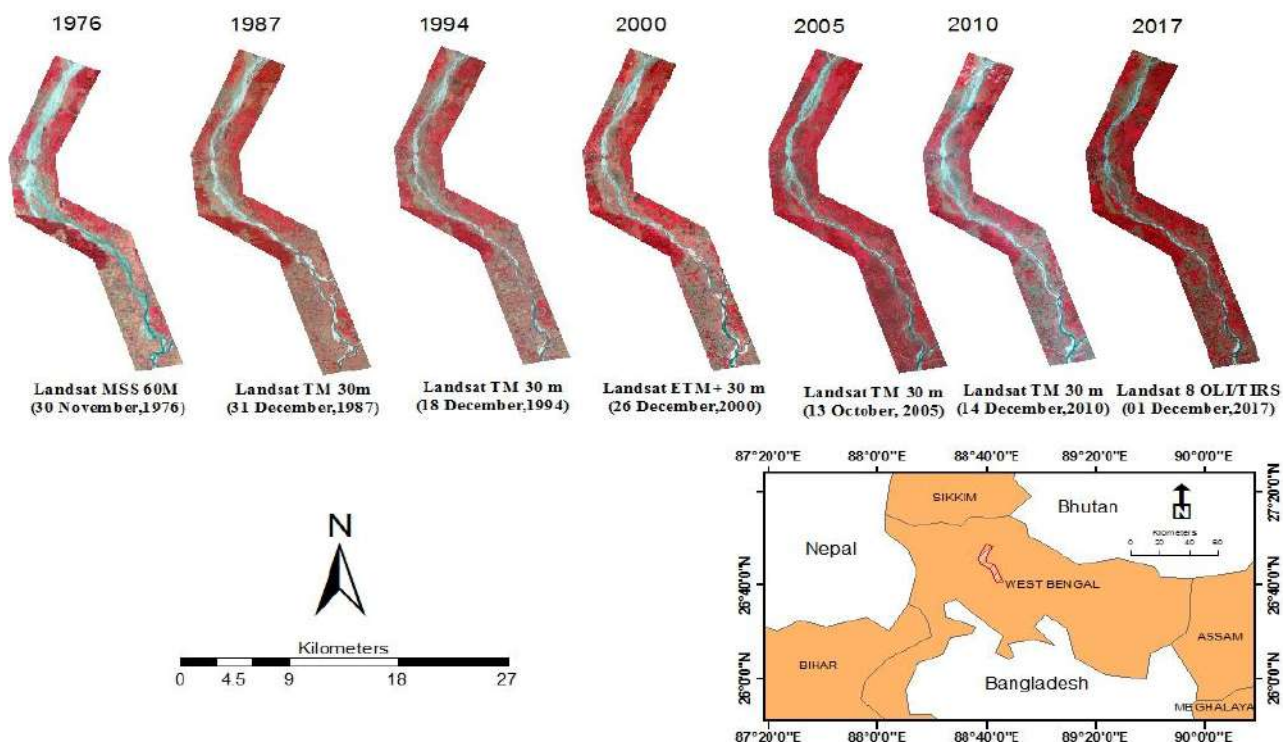 1976 1987 1994 2000 2005 2010 2017
Landsat MSS 60M
(30 November,1976)
Landsat TM 30m
(31 December,1987)
Landsat TM 30 m
(18 December,1994)
Landsat ETM+ 30 m
(26 December,2000)
Landsat TM 30 m
(13 October, 2005)
Landsat TM 30 m
(14 December,2010)
Landsat 8 OLI/TIRS
(01 December,2017)
N
Kilometers
0 4.5 9 18 27
87°20'0"E 88°0'0"E 88°40'0"E 89°20'0"E 90°0'0"E
SIKKIM
Bhutan
N
Kilometers
0 20 40 80
Nepal
WEST BENGAL
ASSAM
BIHAR
Bangladesh
MEGHALAYA
27°20'0"N
26°40'0"N
26°0'0"N
26°40'0"N
26°0'0"N
87°20'0"E 88°0'0"E 88°40'0"E 89°20'0"E 90°0'0"E